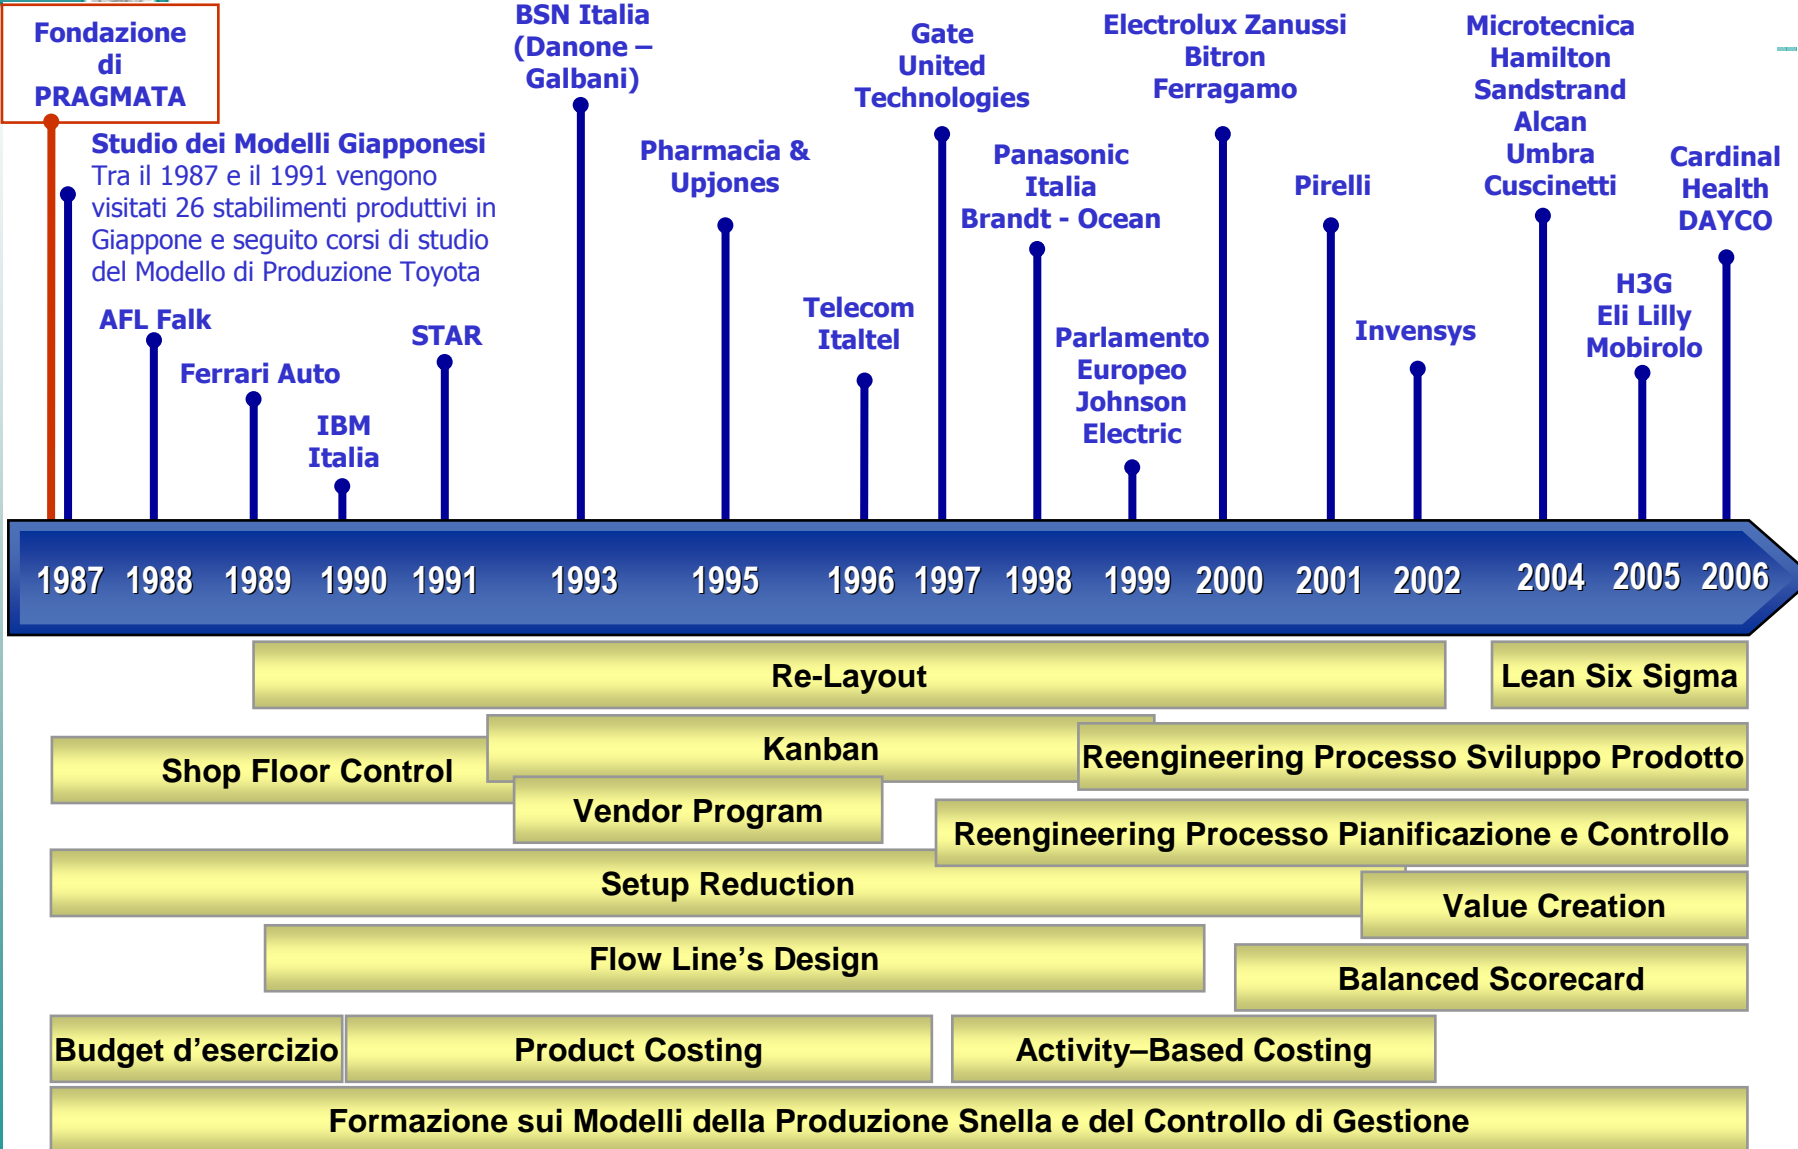 Fondazione
di
PRAGMATA
Studio dei Modelli Giapponesi
Tra il 1987 e il 1991 vengono
visitati 26 stabilimenti produttivi in
Giappone e seguito corsi di studio
del Modello di Produzione Toyota
AFL Falk
Ferrari Auto
IBM
Italia
STAR
BSN Italia
(Danone –
Galbani)
Pharmacia &
Upjones
Telecom
Italtel
Gate
United
Technologies
Panasonic
Italia
Brandt - Ocean
Parlamento
Europeo
Johnson
Electric
Electrolux Zanussi
Bitron
Ferragamo
Pirelli
Invensys
Microtecnica
Hamilton
Sandstrand
Alcan
Umbra
Cuscinetti
H3G
Eli Lilly
Mobirolo
Cardinal
Health
DAYCO
1987 1988 1989 1990 1991 1993 1995 1996 1997 1998 1999 2000 2001 2002 2004 2005 2006
Re-Layout
Lean Six Sigma
Kanban
Reengineering Processo Sviluppo Prodotto
Shop Floor Control
Vendor Program
Reengineering Processo Pianificazione e Controllo
Setup Reduction
Value Creation
Flow Line’s Design
Balanced Scorecard
Budget d'esercizio
Product Costing
Activity–Based Costing
Formazione sui Modelli della Produzione Snella e del Controllo di Gestione